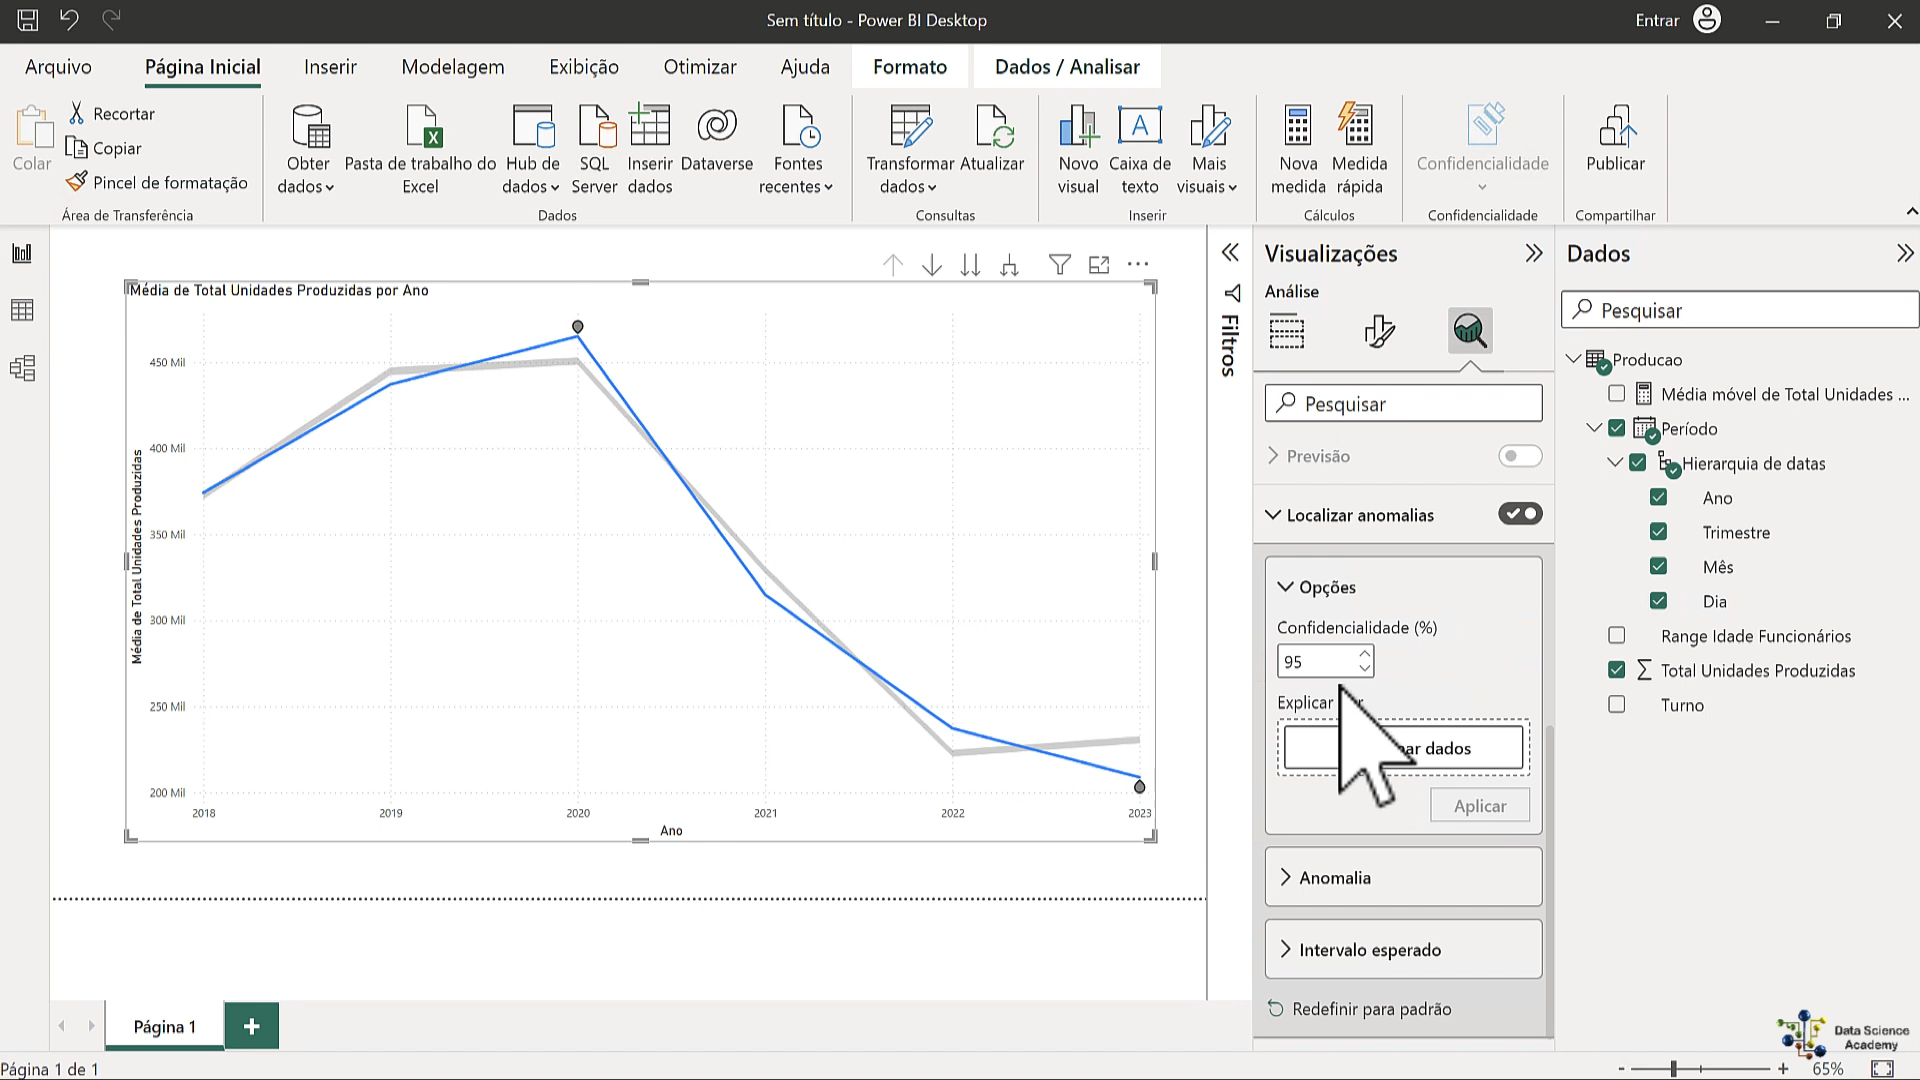 Sem título - Power BI Desktop
Entrar
Arquivo
Página Inicial
Inserir
Modelagem
Exibição
Otimizar
Ajuda
Formato
Dados / Analisar
Colar
Recortar
Copiar
Pincel de formatação
Área de Transferência
Obter dados
Pasta de trabalho do Excel
Hub de dados
SQL Server
Inserir dados
Dataverse
Fontes recentes
Dados
Transformar dados
Atualizar
Consultas
Novo visual
Caixa de texto
Mais visuais
Inserir
Nova medida
Medida rápida
Cálculos
Confidencialidade
Confidencialidade
Publicar
Compartilhar
Média de Total Unidades Produzidas por Ano
Média de Total Unidades Produzidas
450 Mil
400 Mil
350 Mil
300 Mil
250 Mil
200 Mil
2018
2019
2020
2021
2022
2023
Ano
Filtros
Visualizações
Análise
Pesquisar
Previsão
Localizar anomalias
Opções
Confidencialidade (%)
95
Explicar
dados
Aplicar
Anomalia
Intervalo esperado
Redefinir para padrão
Dados
Pesquisar
Producao
Média móvel de Total Unidades ...
Período
Hierarquia de datas
Ano
Trimestre
Mês
Dia
Range Idade Funcionários
Total Unidades Produzidas
Turno
Página 1
Página 1 de 1
Data Science
Academy
65%